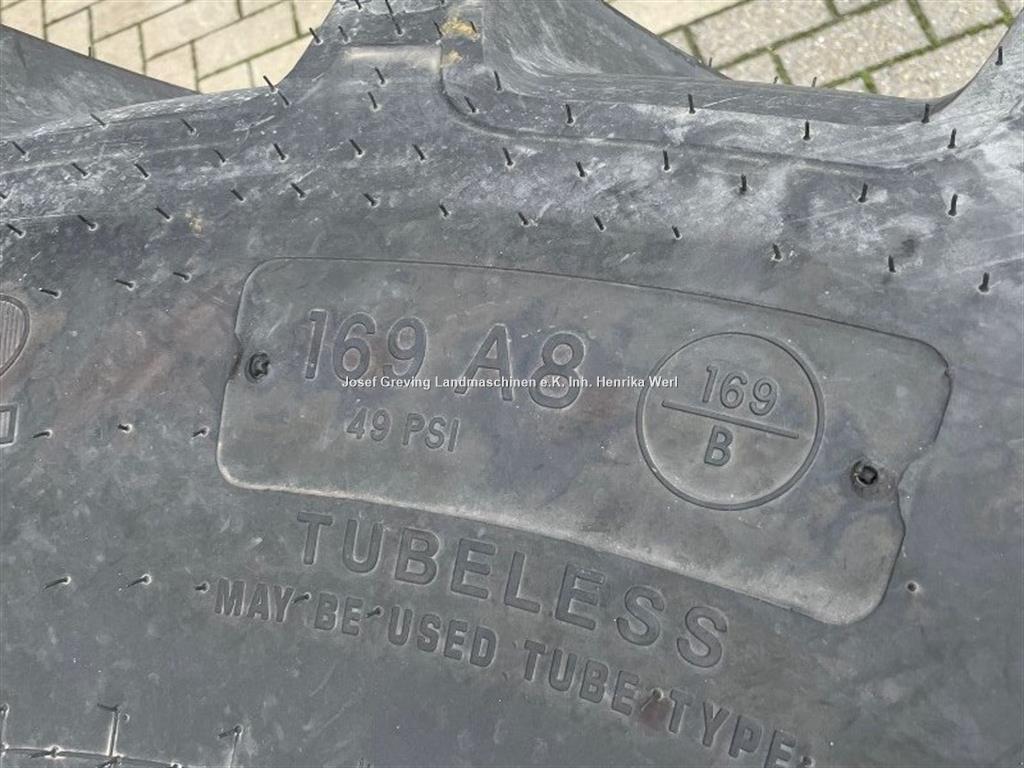 169 A8
49 PSI
169
B
Josef Greving Landmaschinen e.K. Inh. Henrika Werl
TUBELESS
MAY BE USED TUBE TYPE